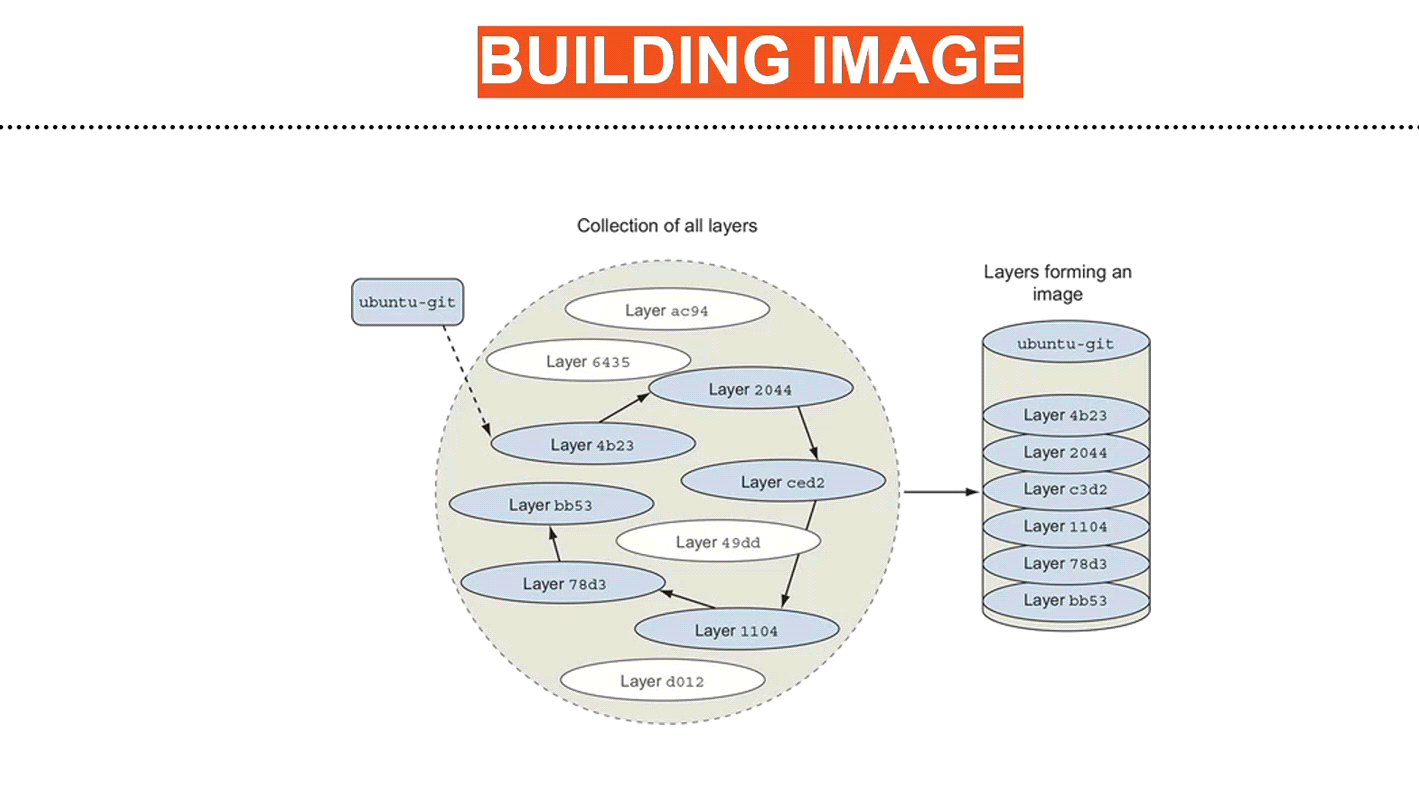 BUILDING IMAGE
Collection of all layers
ubuntu-git
Layer ac94
Layer 6435
Layer 2044
Layer 4b23
Layer ced2
Layer bb53
Layer 49dd
Layer 78d3
Layer 1104
Layer d012
Layers forming an
image
ubuntu-git
Layer 4b23
Layer 2044
Layer c3d2
Layer 1104
Layer 78d3
Layer bb53